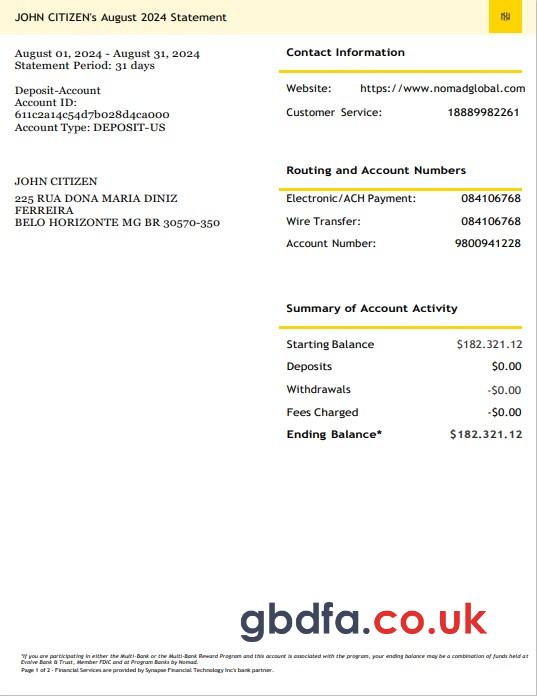 JOHN CITIZEN's August 2024 Statement
August 01, 2024 - August 31, 2024
Statement Period: 31 days
Deposit-Account
Account ID:
611c2a14c54d7b028d4ca000
Account Type: DEPOSIT-US
JOHN CITIZEN
225 RUA DONA MARIA DINIZ
FERREIRA
BELO HORIZONTE MG BR 30570-350
Contact Information
Website: https://www.nomadglobal.com
Customer Service: 18889982261
Routing and Account Numbers
Electronic/ACH Payment: 084106768
Wire Transfer: 084106768
Account Number: 9800941228
Summary of Account Activity
Starting Balance $182.321.12
Deposits $0.00
Withdrawals -$0.00
Fees Charged -$0.00
Ending Balance* $182.321.12
gbdfa.co.uk
*If you are participating in either the Multi-Bank or the Multi-Bank Reward Program and this account is associated with the program, your ending balance may be a combination of funds held at
Evolve Bank & Trust, Member FDIC and at Program Banks by Nomad.
Page 1 of 2 - Financial Services are provided by Synapse Financial Technology Inc's bank partner.